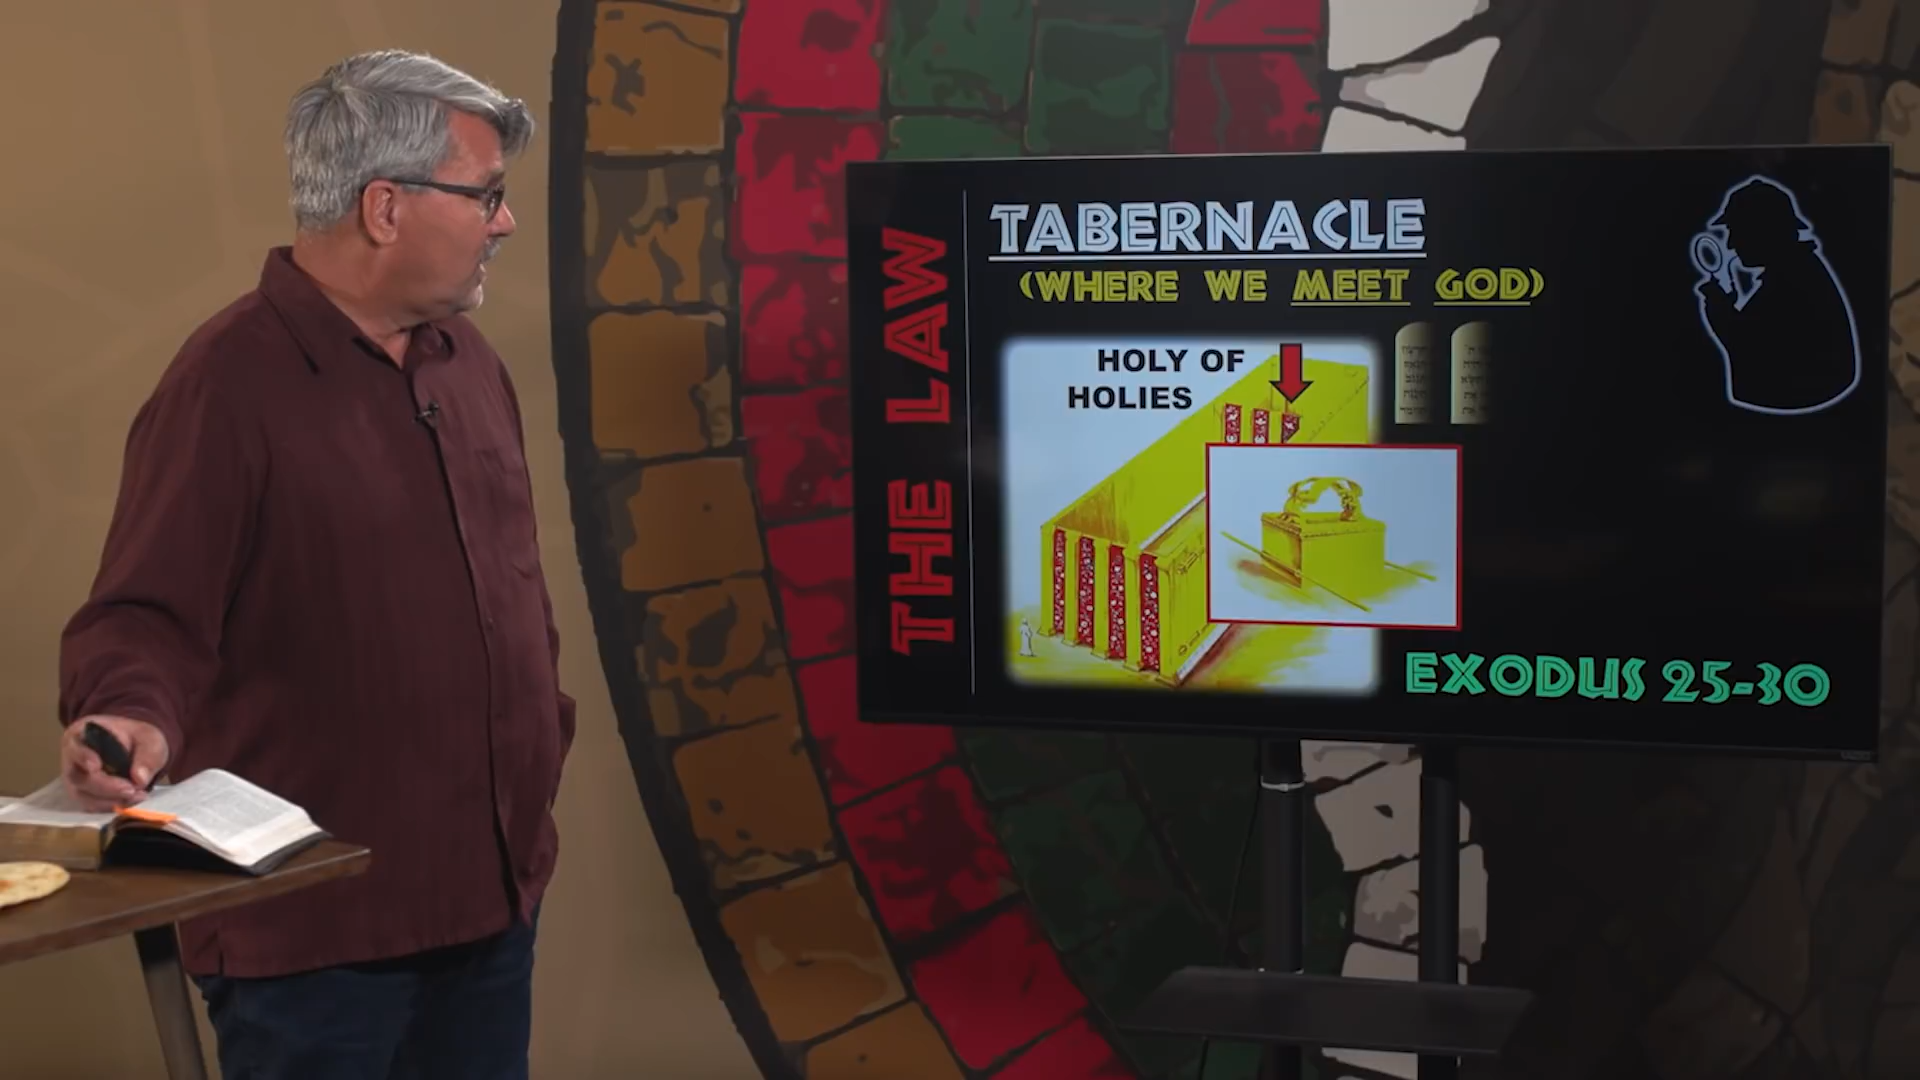 THE LAW
TABERNACLE
(WHERE WE MEET GOD)
HOLY OF
HOLIES
EXODUS 25-30